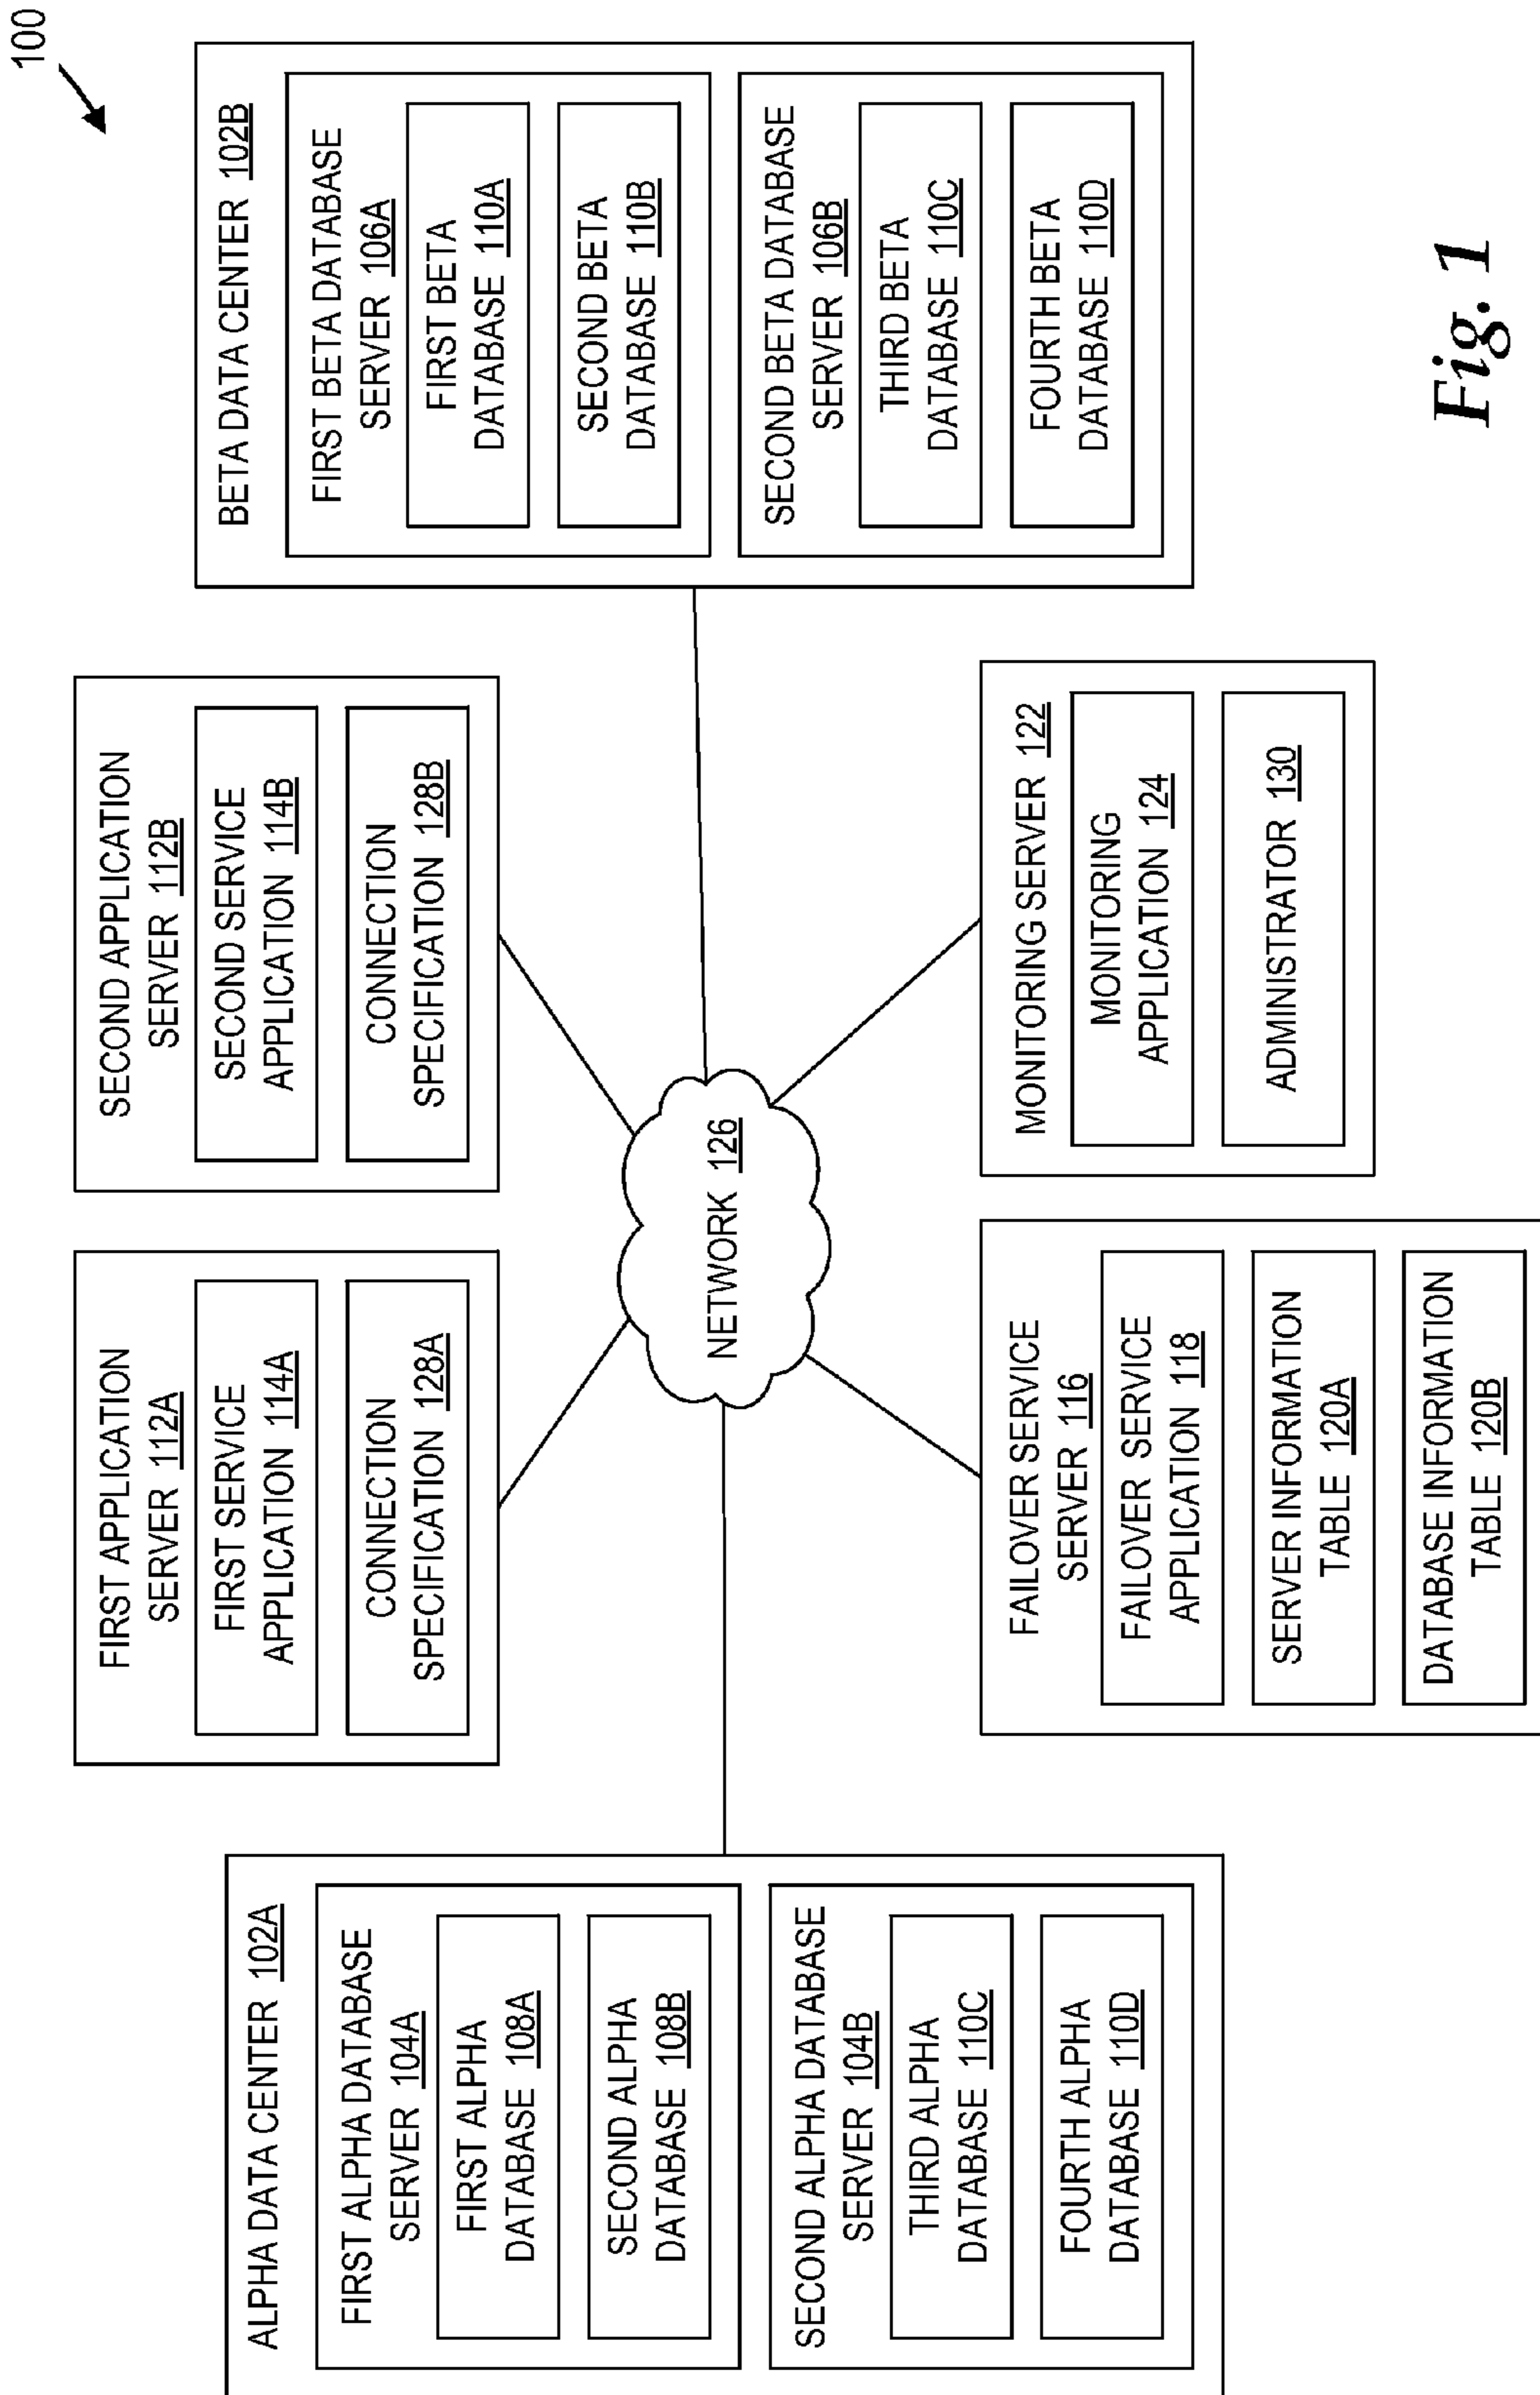 100
ALPHA DATA CENTER 102A
FIRST ALPHA DATABASE
SERVER 104A
FIRST ALPHA
DATABASE 108A
SECOND ALPHA
DATABASE 108B
SECOND ALPHA DATABASE
SERVER 104B
THIRD ALPHA
DATABASE 110C
FOURTH ALPHA
DATABASE 110D
FIRST APPLICATION
SERVER 112A
FIRST SERVICE
APPLICATION 114A
CONNECTION
SPECIFICATION 128A
SECOND APPLICATION
SERVER 112B
SECOND SERVICE
APPLICATION 114B
CONNECTION
SPECIFICATION 128B
NETWORK 126
FAILOVER SERVICE
SERVER 116
FAILOVER SERVICE
APPLICATION 118
SERVER INFORMATION
TABLE 120A
DATABASE INFORMATION
TABLE 120B
MONITORING SERVER 122
MONITORING
APPLICATION 124
ADMINISTRATOR 130
BETA DATA CENTER 102B
FIRST BETA DATABASE
SERVER 106A
FIRST BETA
DATABASE 110A
SECOND BETA
DATABASE 110B
SECOND BETA DATABASE
SERVER 106B
THIRD BETA
DATABASE 110C
FOURTH BETA
DATABASE 110D
Fig. 1